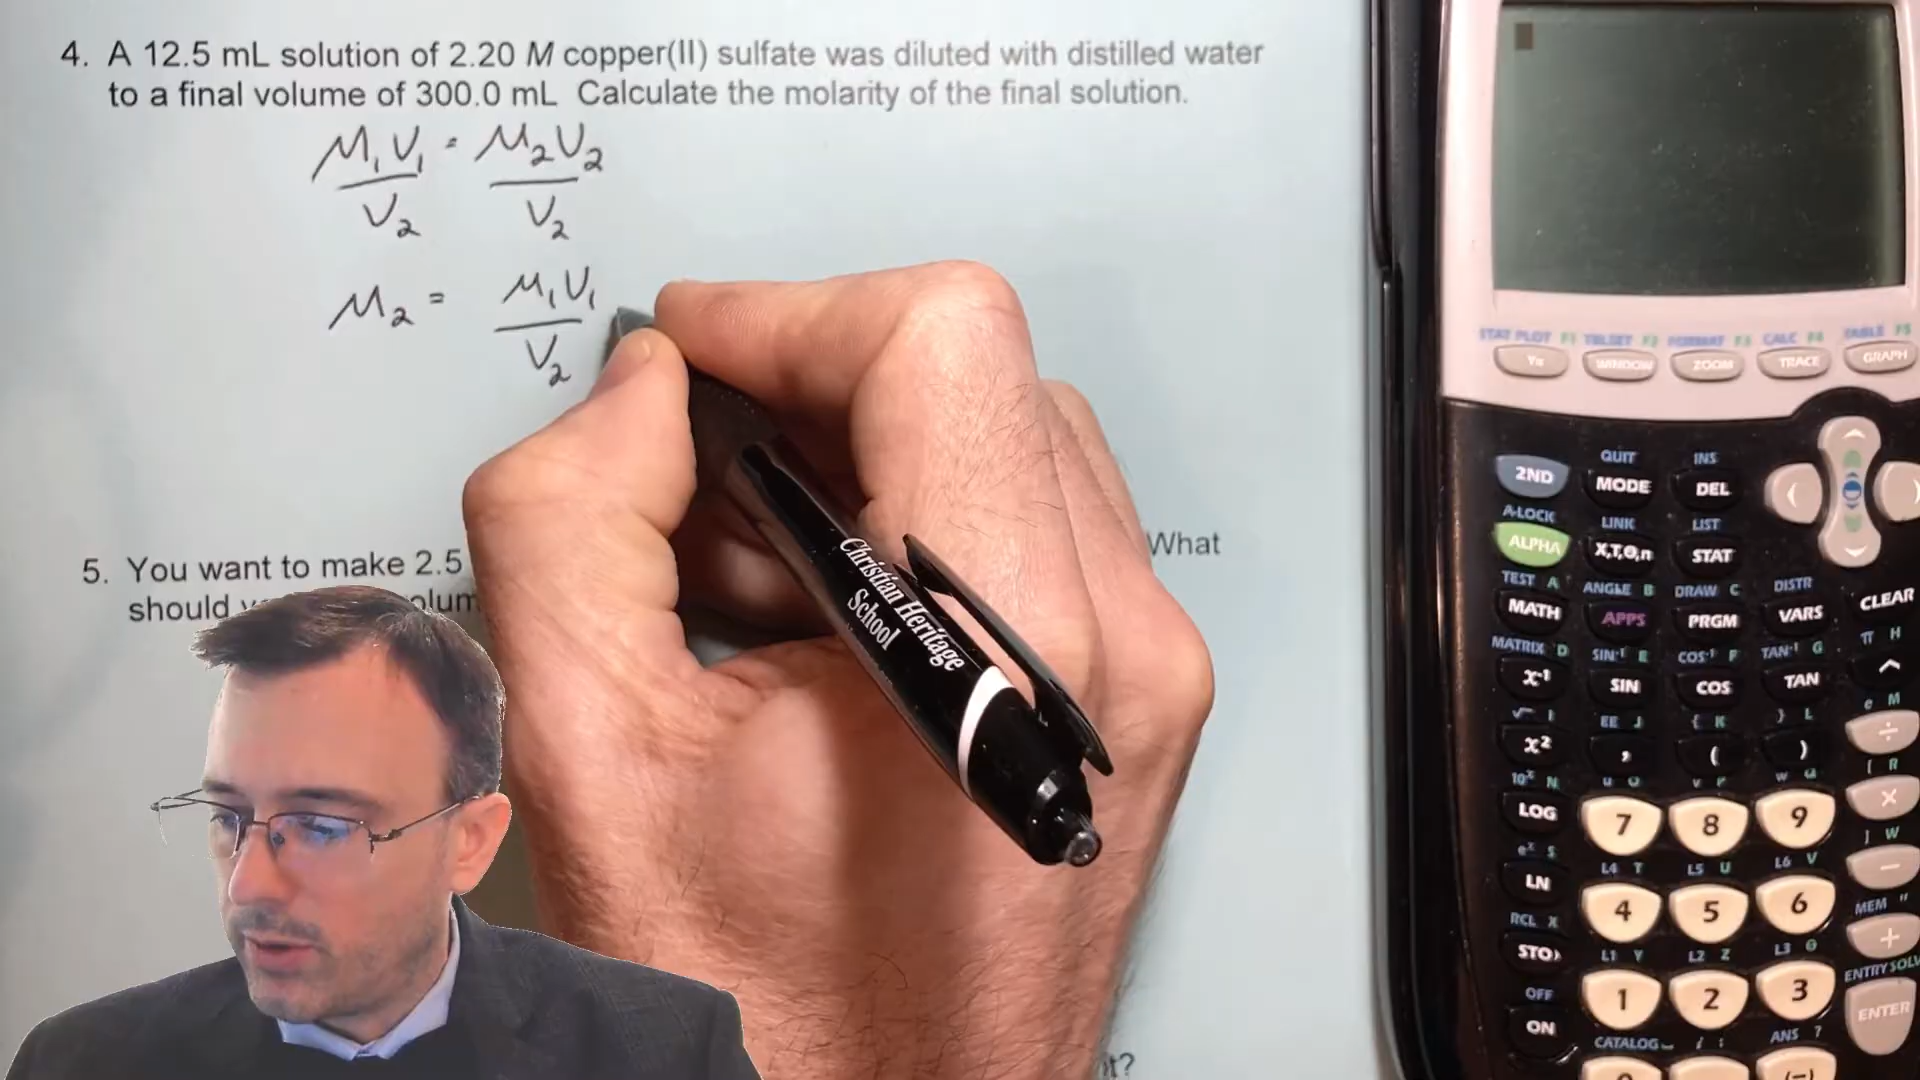 4. A 12.5 mL solution of 2.20 M copper(II) sulfate was diluted with distilled water
to a final volume of 300.0 mL Calculate the molarity of the final solution.
M₁V₁ = M₂V₂
V₂ V₂
M₂ = M₁V₁
V₂
5. You want to make 2.5
What
should
Christian Heritage
School
STAT PLOT F1 TBLSET F2 FORMAT F3 CALC F4 TABLE F5
Y= WINDOW ZOOM TRACE GRAPH
QUIT INS
2ND MODE DEL
A-LOCK LINK LIST
ALPHA X,T,Θ,n STAT
TEST A ANGLE B DRAW C DISTR
MATH APPS PRGM VARS CLEAR
MATRIX D SIN⁻¹ E COS⁻¹ F TAN⁻¹ G π H
x⁻¹ SIN COS TAN ^
√ I EE J { K } L e M
x² , ( ) ÷
10ˣ N u O v P w Q [ R
LOG 7 8 9 ×
eˣ S L4 T L5 U L6 V ] W
LN 4 5 6 −
RCL X L1 Y L2 Z L3 θ MEM "
STO› 1 2 3 +
OFF CATALOG i : ANS ? ENTRY SOLV
ON (-) ENTER